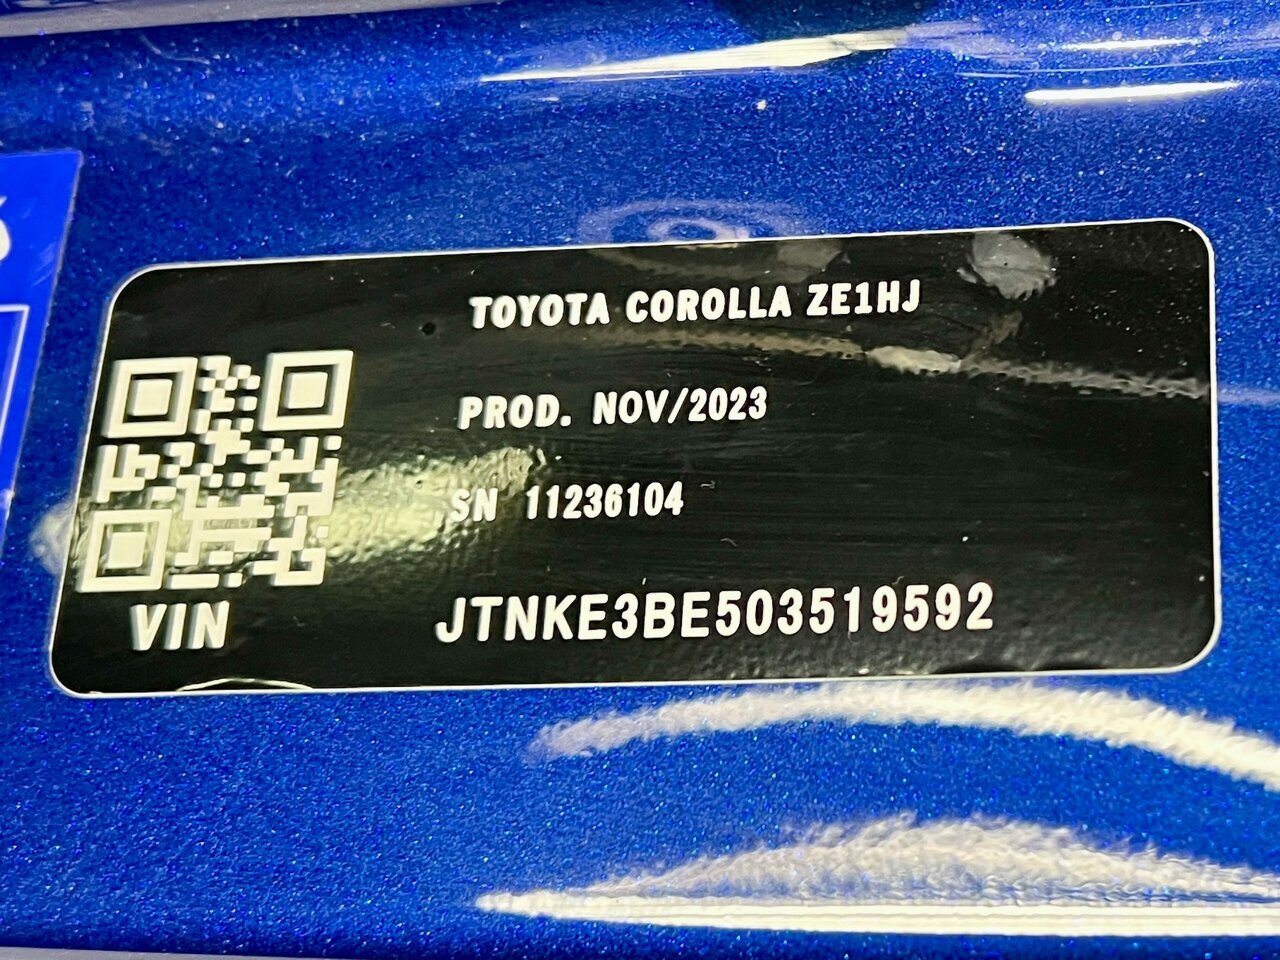 TOYOTA COROLLA ZE1HJ
PROD. NOV/2023
SN 11236104
JTNKE3BE503519592
VIN